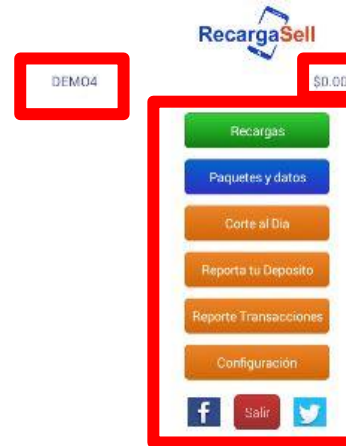 RecargaSell
DEMO4 $0.00
Recargas
Paquetes y datos
Corte al Dia
Reporta tu Deposito
Reporte Transacciones
Configuración
f Salir